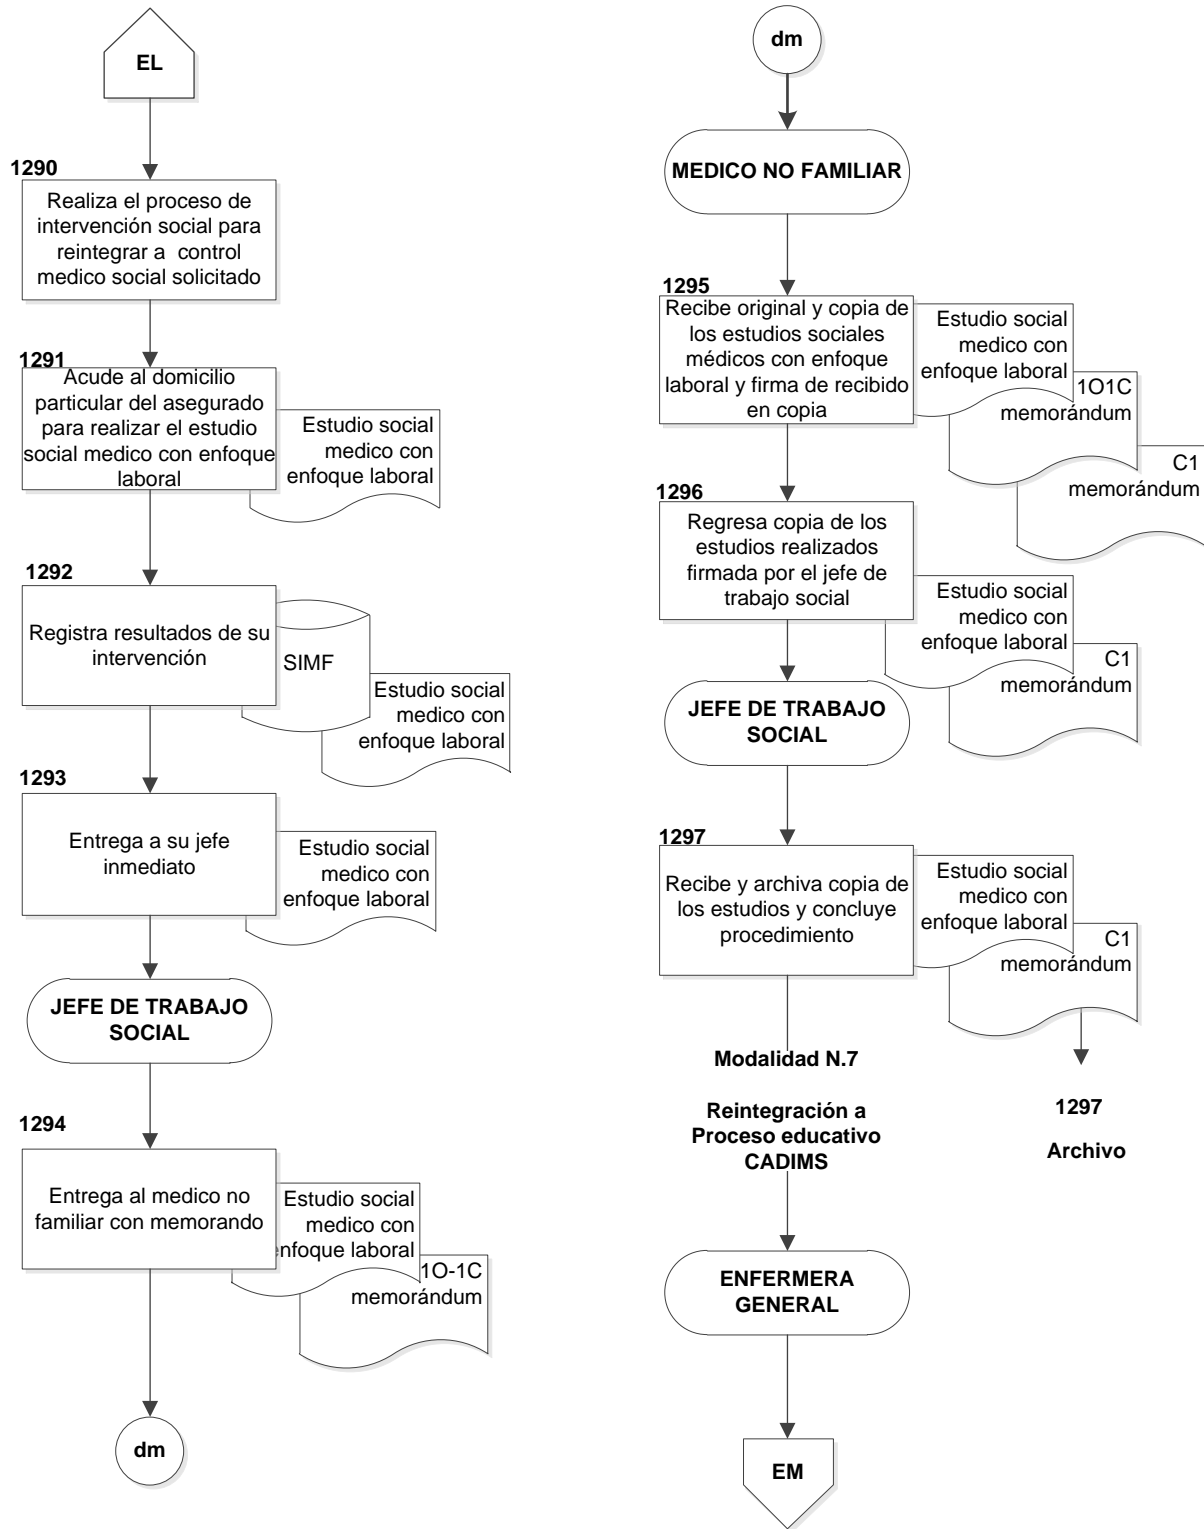 EL
1290
Realiza el proceso de
intervención social para
reintegrar a  control
medico social solicitado
1291
Acude al domicilio
particular del asegurado
para realizar el estudio
social medico con enfoque
laboral
Estudio social
medico con
enfoque laboral
1292
Registra resultados de su
intervención
SIMF
Estudio social
medico con
enfoque laboral
1293
Entrega a su jefe
inmediato
Estudio social
medico con
enfoque laboral
JEFE DE TRABAJO
SOCIAL
1294
Entrega al medico no
familiar con memorando
Estudio social
medico con
enfoque laboral
1O-1C
memorándum
dm
dm
MEDICO NO FAMILIAR
1295
Recibe original y copia de
los estudios sociales
médicos con enfoque
laboral y firma de recibido
en copia
Estudio social
medico con
enfoque laboral
1O1C
memorándum
C1
memorándum
1296
Regresa copia de los
estudios realizados
firmada por el jefe de
trabajo social
Estudio social
medico con
enfoque laboral
C1
memorándum
JEFE DE TRABAJO
SOCIAL
1297
Recibe y archiva copia de
los estudios y concluye
procedimiento
Estudio social
medico con
enfoque laboral
C1
memorándum
Modalidad N.7
Reintegración a
Proceso educativo
CADIMS
1297
Archivo
ENFERMERA
GENERAL
EM